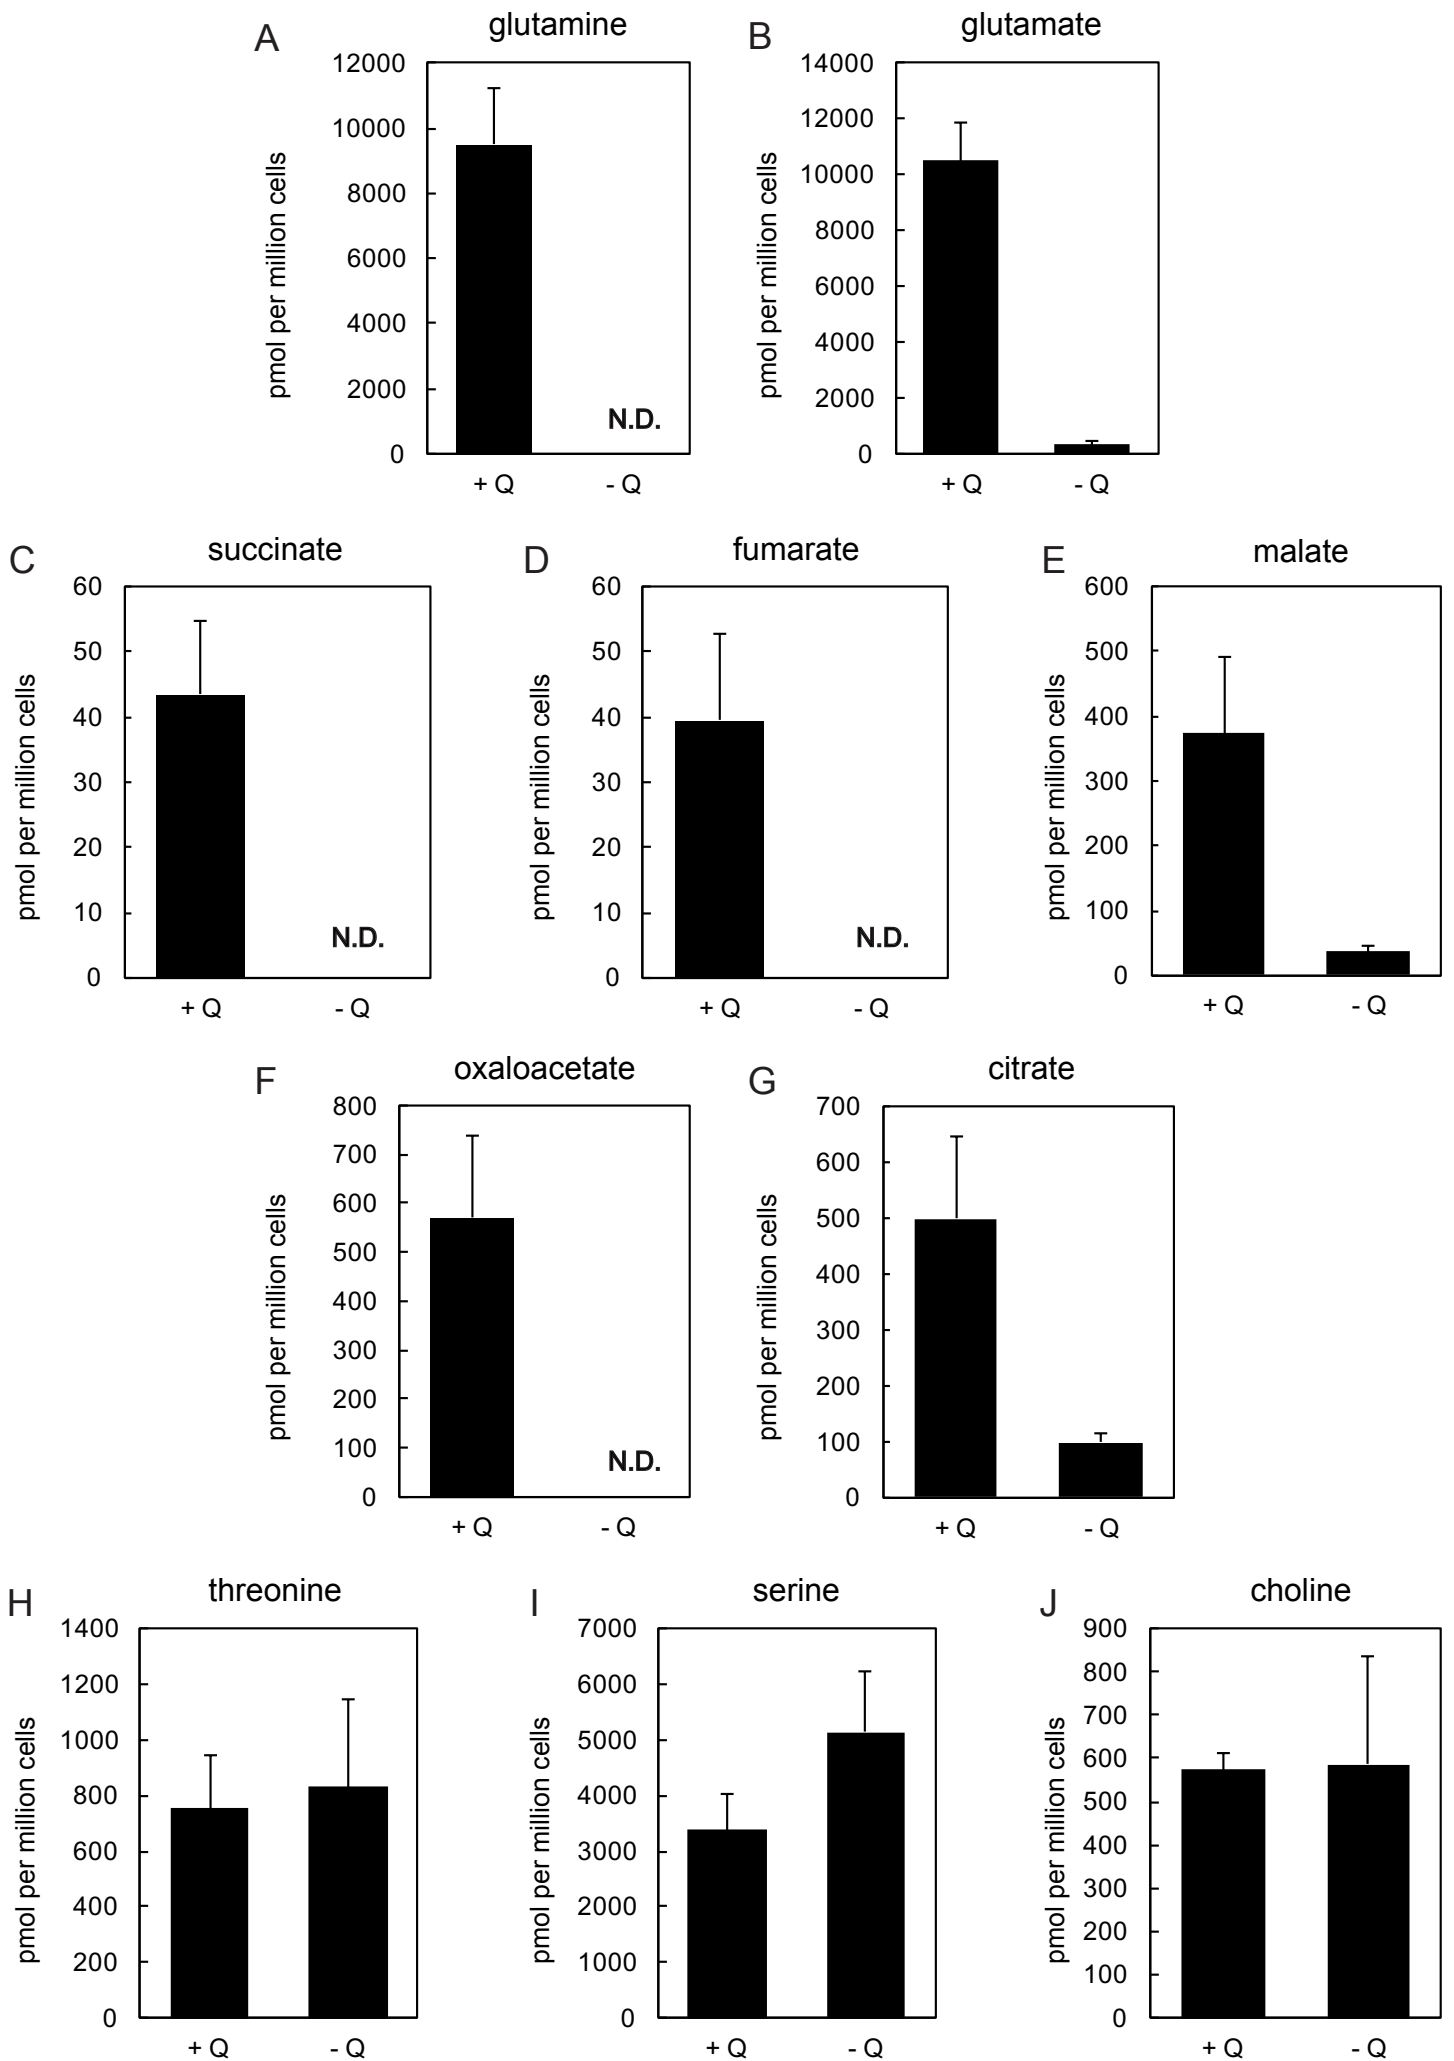 A
glutamine
12000
10000
8000
6000
4000
2000
0
pmol per million cells
N.D.
+ Q
- Q
B
glutamate
14000
12000
10000
8000
6000
4000
2000
0
pmol per million cells
+ Q
- Q
C
succinate
60
50
40
30
20
10
0
pmol per million cells
N.D.
+ Q
- Q
D
fumarate
60
50
40
30
20
10
0
pmol per million cells
N.D.
+ Q
- Q
E
malate
600
500
400
300
200
100
0
pmol per million cells
+ Q
- Q
F
oxaloacetate
800
700
600
500
400
300
200
100
0
pmol per million cells
N.D.
+ Q
- Q
G
citrate
700
600
500
400
300
200
100
0
pmol per million cells
+ Q
- Q
H
threonine
1400
1200
1000
800
600
400
200
0
pmol per million cells
+ Q
- Q
I
serine
7000
6000
5000
4000
3000
2000
1000
0
pmol per million cells
+ Q
- Q
J
choline
900
800
700
600
500
400
300
200
100
0
pmol per million cells
+ Q
- Q